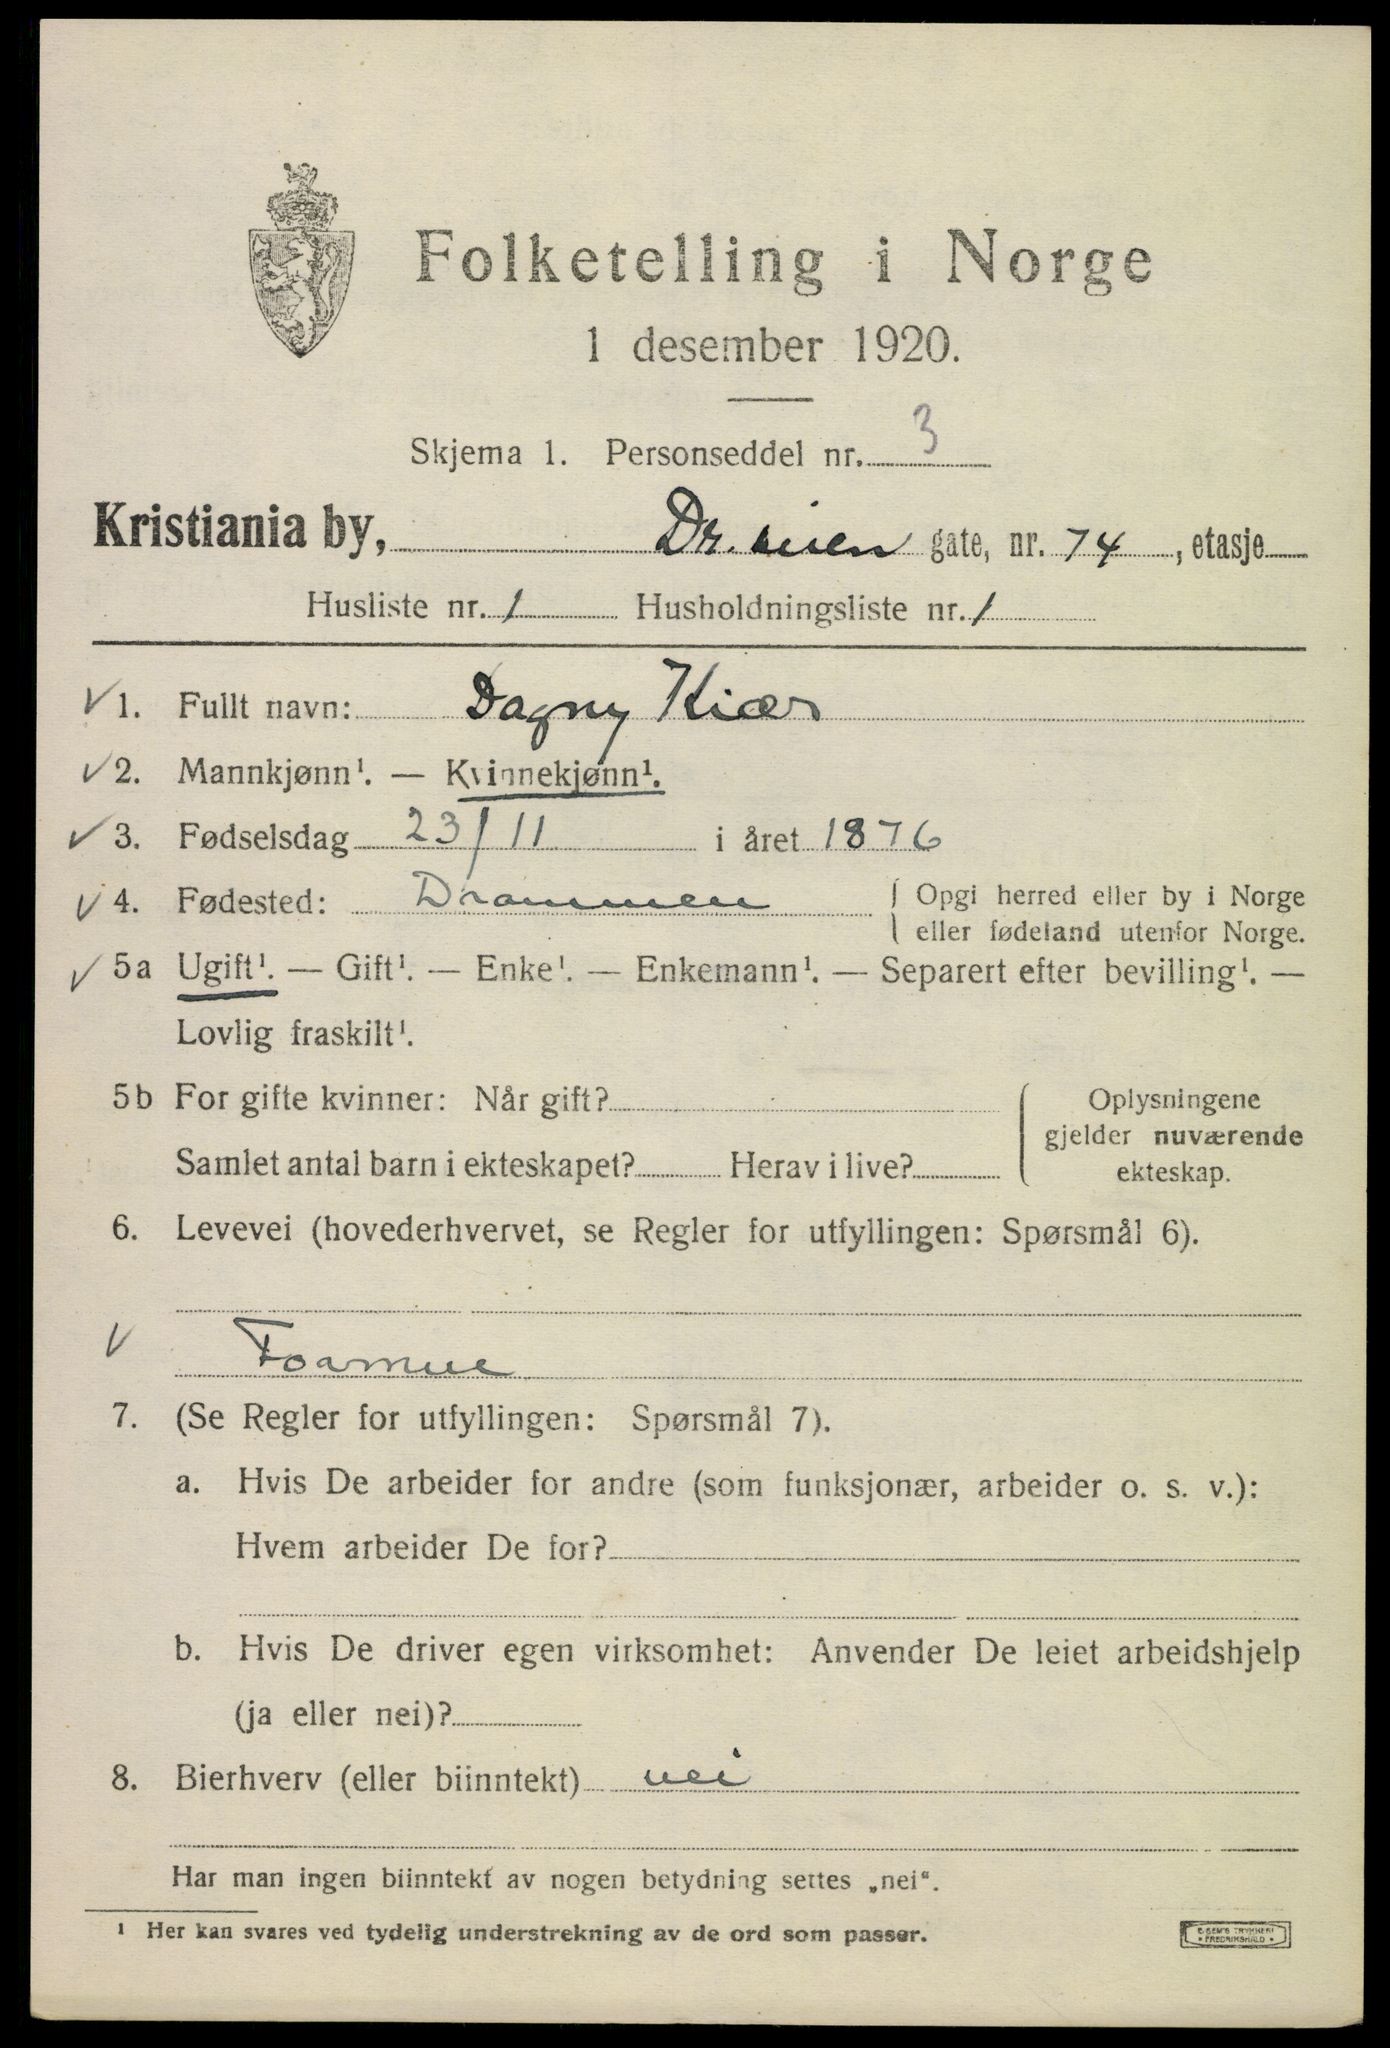 Folketelling i Norge
1 desember 1920.
Skjema 1. Personseddel nr. 3
Kristiania by, Dr.veien gate, nr. 74, etasje
Husliste nr. 1 Husholdningsliste nr. 1
1. Fullt navn: Dagny Kiær
2. Mannkjønn¹. — Kvinnekjønn¹.
3. Fødselsdag 23/11 i året 1876
4. Fødested: Drammen { Opgi herred eller by i Norge
eller fødeland utenfor Norge.
5a Ugift¹. — Gift¹. — Enke¹. — Enkemann¹. — Separert efter bevilling¹. —
Lovlig fraskilt¹.
5b For gifte kvinner: Når gift?
Samlet antal barn i ekteskapet? Herav i live?
Oplysningene
gjelder nuværende
ekteskap.
6. Levevei (hovederhvervet, se Regler for utfyllingen: Spørsmål 6).
Formue
7. (Se Regler for utfyllingen: Spørsmål 7).
a. Hvis De arbeider for andre (som funksjonær, arbeider o. s. v.):
Hvem arbeider De for?
b. Hvis De driver egen virksomhet: Anvender De leiet arbeidshjelp
(ja eller nei)?
8. Bierhverv (eller biinntekt) nei
Har man ingen biinntekt av nogen betydning settes „nei“.
¹ Her kan svares ved tydelig understrekning av de ord som passer.
FREDRIKSHALD